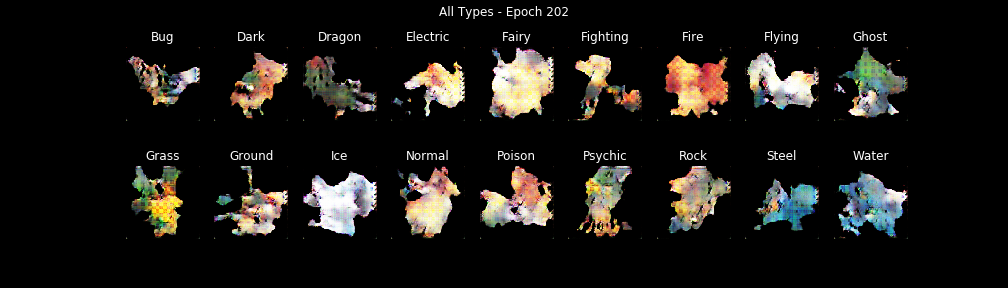 All Types - Epoch 202
Bug Dark Dragon Electric Fairy Fighting Fire Flying Ghost
Grass Ground Ice Normal Poison Psychic Rock Steel Water